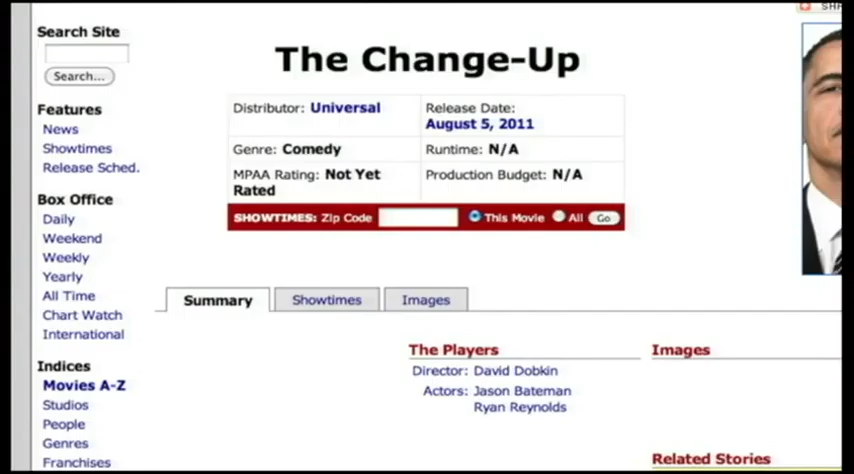 SHA
Search Site
Search...
The Change-Up
Distributor: Universal
Release Date:
August 5, 2011
Genre: Comedy
Runtime: N/A
MPAA Rating: Not Yet
Rated
Production Budget: N/A
SHOWTIMES: Zip Code This Movie All Go
Features
News
Showtimes
Release Sched.
Box Office
Daily
Weekend
Weekly
Yearly
All Time
Chart Watch
International
Indices
Movies A-Z
Studios
People
Genres
Franchises
Summary
Showtimes
Images
The Players
Director: David Dobkin
Actors: Jason Bateman
Ryan Reynolds
Images
Related Stories